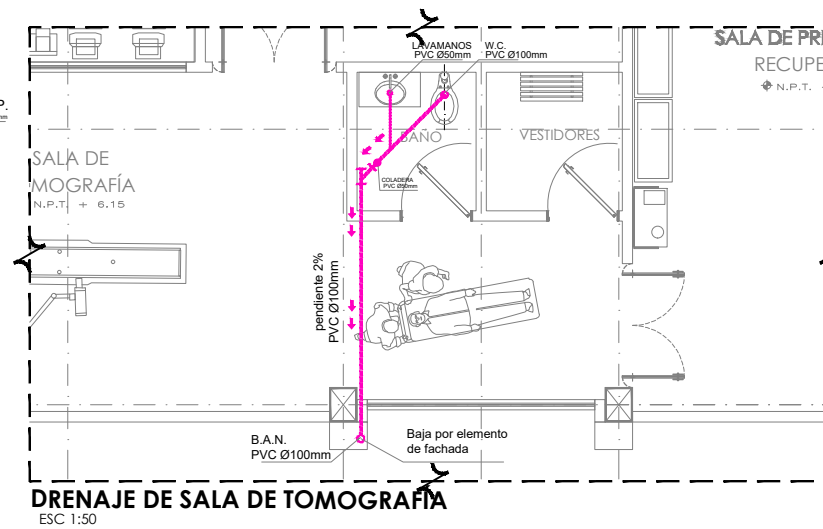 LAVAMANOS
PVC Ø50mm
W.C.
PVC Ø100mm
SALA DE PR
RECUPE
N.P.T.
P.
SALA DE
MOGRAFÍA
N.P.T. + 6.15
BAÑO
VESTIDORES
COLADERA
PVC Ø50mm
pendiente 2%
PVC Ø100mm
B.A.N.
PVC Ø100mm
Baja por elemento
de fachada
DRENAJE DE SALA DE TOMOGRAFÍA
ESC 1:50